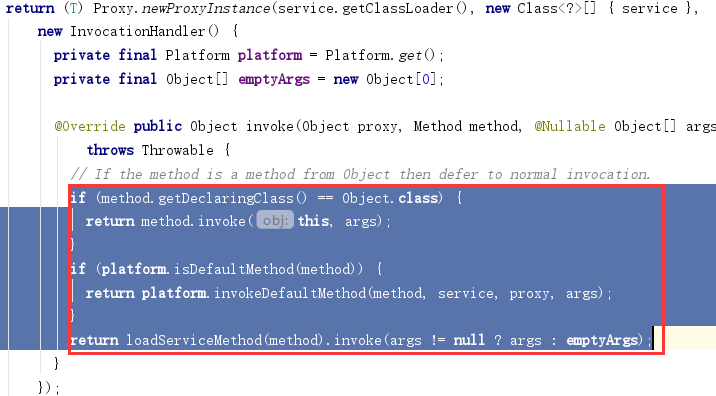 return (T) Proxy.newProxyInstance(service.getClassLoader(), new Class<?>[] { service },
new InvocationHandler() {
private final Platform platform = Platform.get();
private final Object[] emptyArgs = new Object[0];
@Override public Object invoke(Object proxy, Method method, @Nullable Object[] args
throws Throwable {
// If the method is a method from Object then defer to normal invocation.
if (method.getDeclaringClass() == Object.class) {
return method.invoke( obj: this, args);
}
if (platform.isDefaultMethod(method)) {
return platform.invokeDefaultMethod(method, service, proxy, args);
}
return loadServiceMethod(method).invoke(args != null ? args : emptyArgs);
}
});